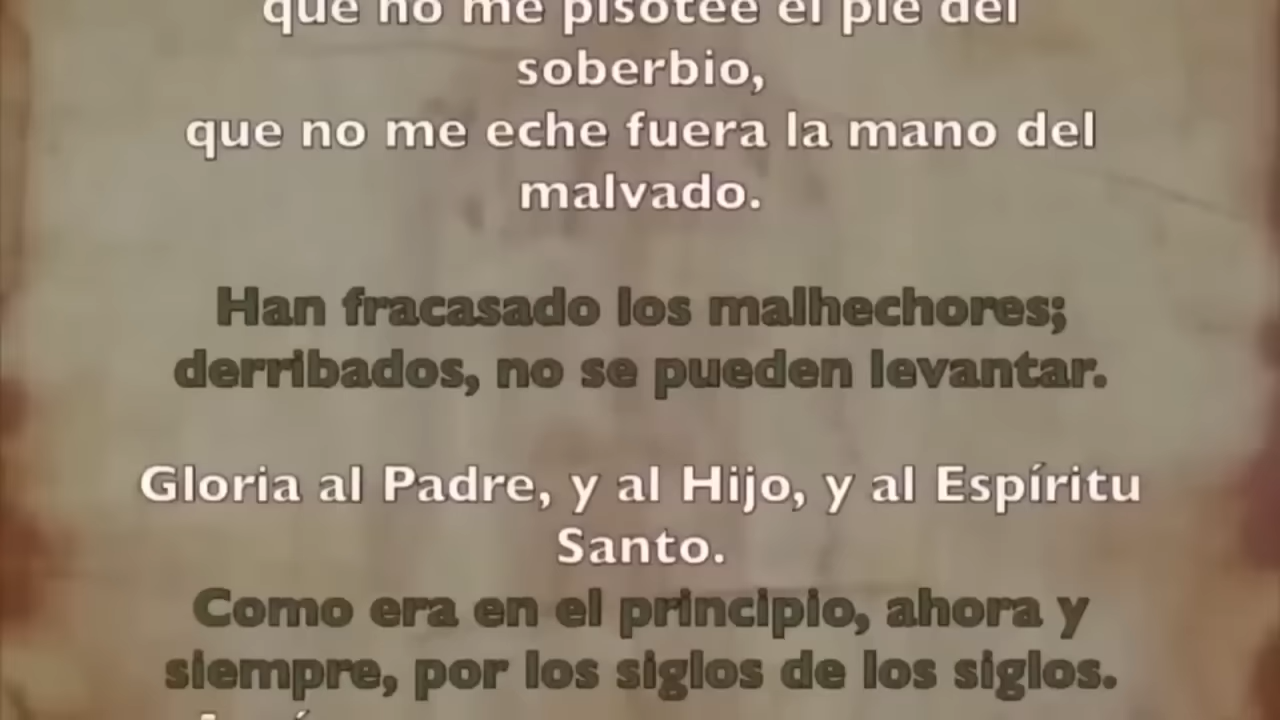 que no me pisotee el pie del
soberbio,
que no me eche fuera la mano del
malvado.
Han fracasado los malhechores;
derribados, no se pueden levantar.
Gloria al Padre, y al Hijo, y al Espíritu
Santo.
Como era en el principio, ahora y
siempre, por los siglos de los siglos.